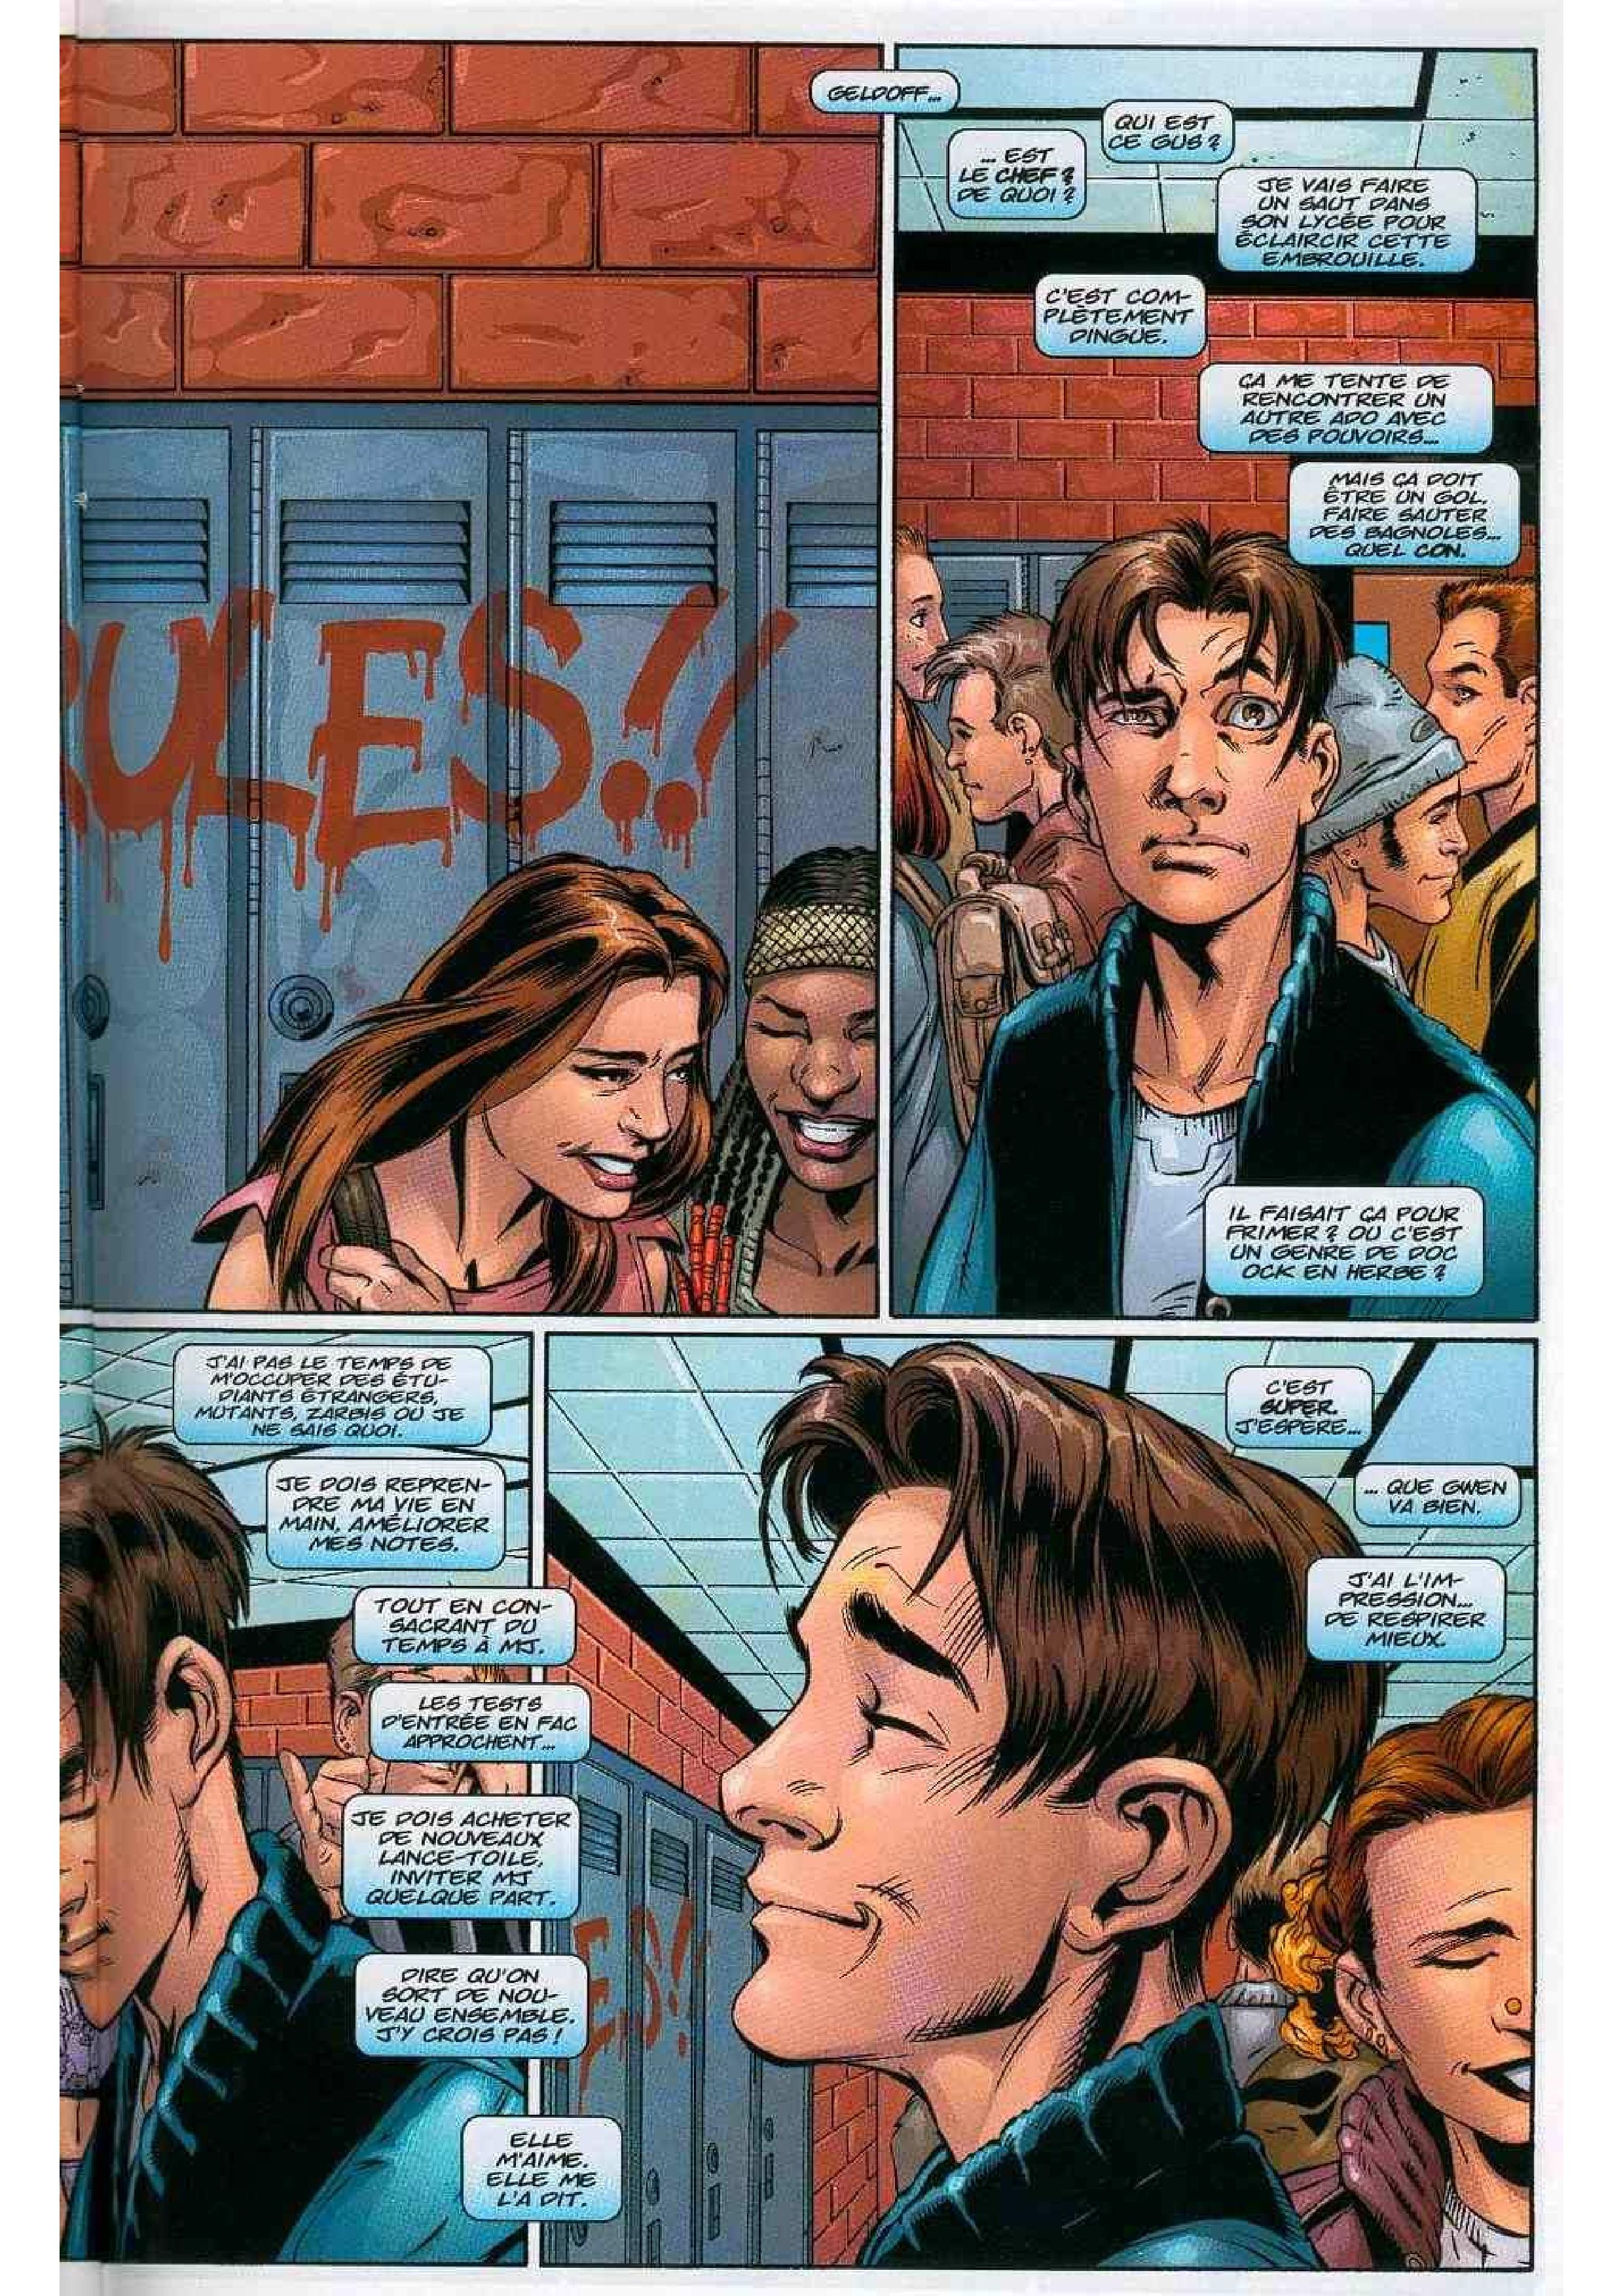 GELDOFF...
... EST
LE CHEF ?
DE QUOI ?
QUI EST
CE GUS ?
JE VAIS FAIRE
UN SAUT DANS
SON LYCÉE POUR
ÉCLAIRCIR CETTE
EMBROUILLE.
C'EST COM-
PLÈTEMENT
DINGUE.
ÇA ME TENTE DE
RENCONTRER UN
AUTRE ADO AVEC
DES POUVOIRS...
MAIS ÇA DOIT
ÊTRE UN GOL.
FAIRE SAUTER
DES BAGNOLES...
QUEL CON.
RULES!!
IL FAISAIT ÇA POUR
FRIMER ? OU C'EST
UN GENRE DE DOC
OCK EN HERBE ?
J'AI PAS LE TEMPS DE
M'OCCUPER DES ÉTU-
DIANTS ÉTRANGERS,
MUTANTS, ZARBIS OU JE
NE SAIS QUOI.
JE DOIS REPREN-
DRE MA VIE EN
MAIN, AMÉLIORER
MES NOTES.
TOUT EN CON-
SACRANT DU
TEMPS À MJ.
LES TESTS
D'ENTRÉE EN FAC
APPROCHENT...
JE DOIS ACHETER
DE NOUVEAUX
LANCE-TOILE,
INVITER MJ
QUELQUE PART.
DIRE QU'ON
SORT DE NOU-
VEAU ENSEMBLE.
J'Y CROIS PAS !
ELLE
M'AIME.
ELLE ME
L'A DIT.
C'EST
SUPER.
J'ESPÈRE...
... QUE GWEN
VA BIEN.
J'AI L'IM-
PRESSION...
DE RESPIRER
MIEUX.
ES!!